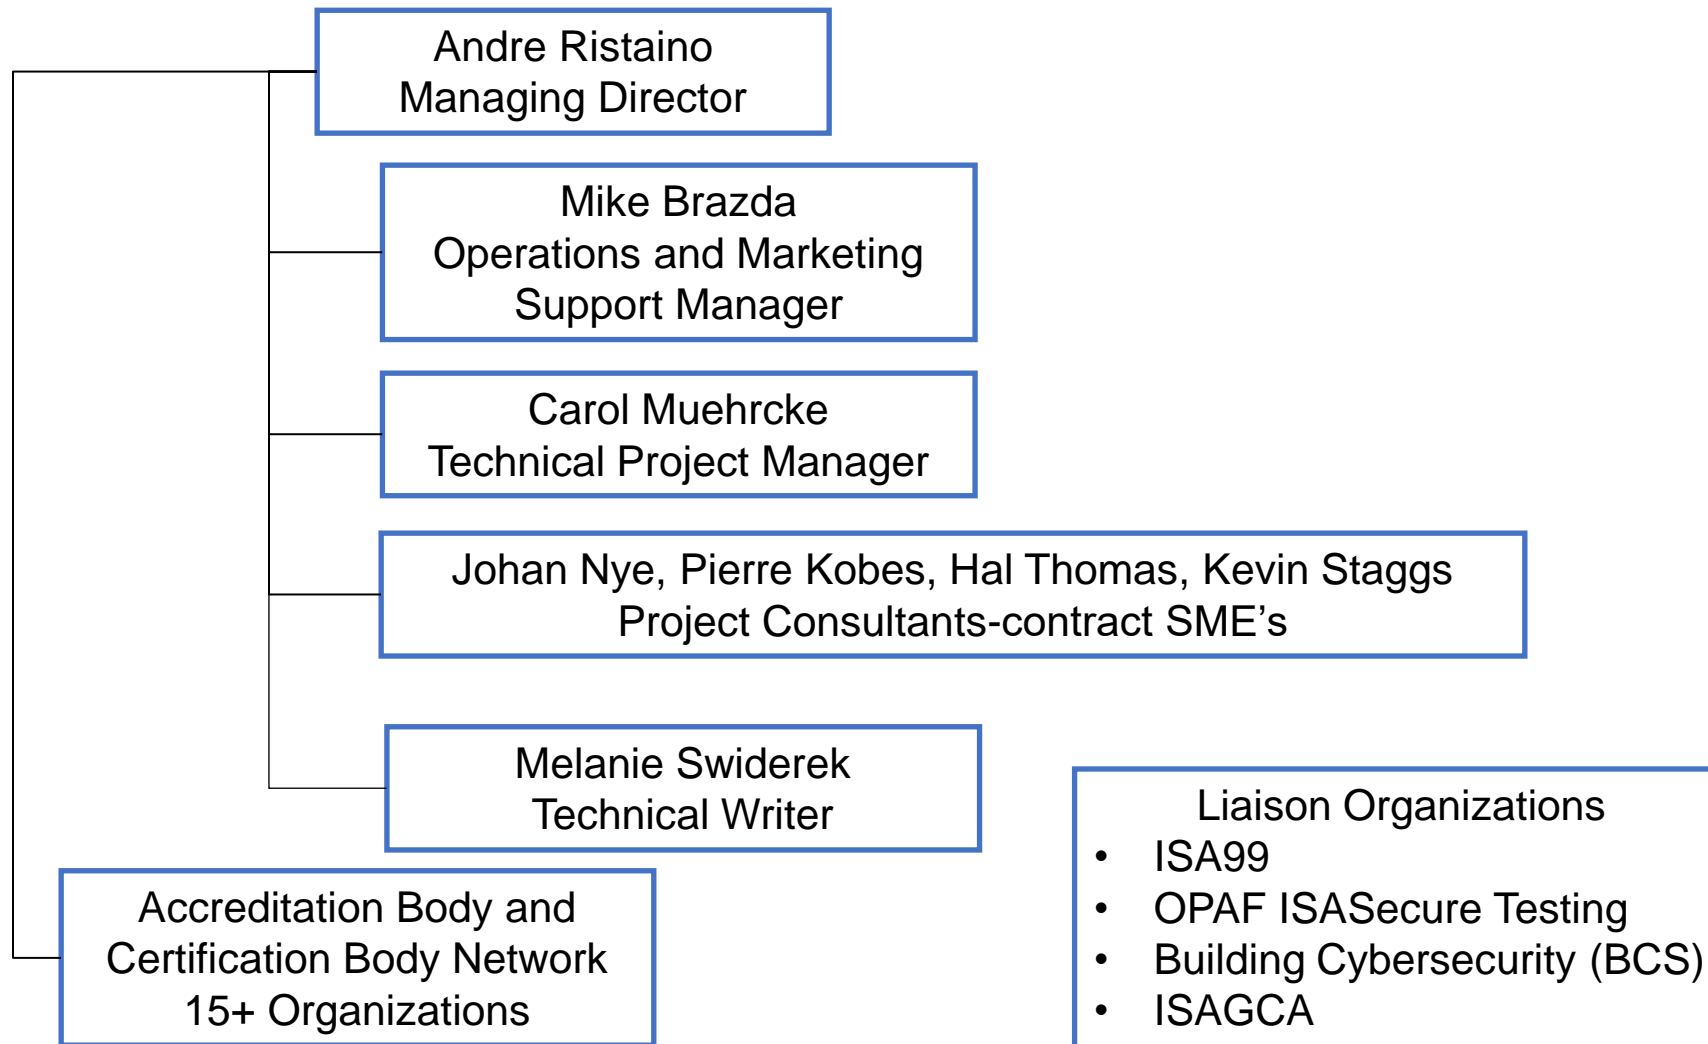 Andre Ristaino
Managing Director
Mike Brazda
Operations and Marketing
Support Manager
Carol Muehrcke
Technical Project Manager
Johan Nye, Pierre Kobes, Hal Thomas, Kevin Staggs
Project Consultants-contract SME’s
Melanie Swiderek
Technical Writer
Accreditation Body and
Certification Body Network
15+ Organizations
Liaison Organizations
• ISA99
• OPAF ISASecure Testing
• Building Cybersecurity (BCS)
• ISAGCA